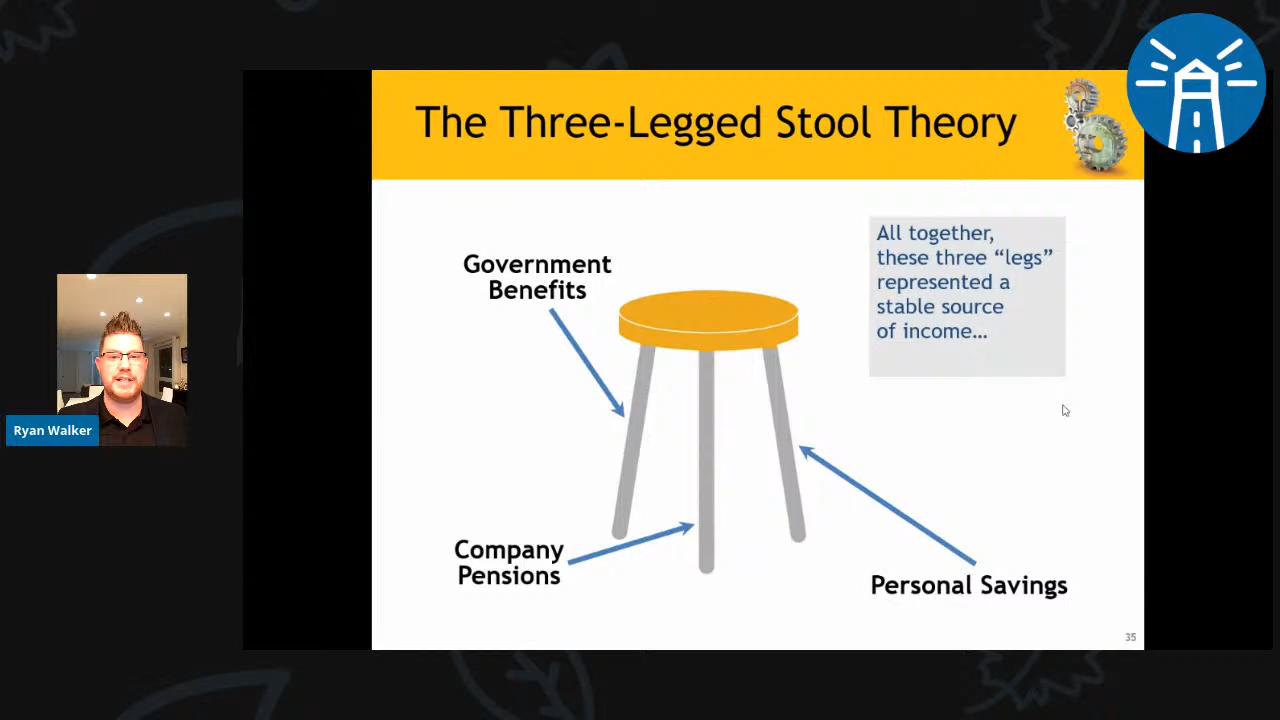 The Three-Legged Stool Theory
Government
Benefits
All together,
these three “legs”
represented a
stable source
of income…
Ryan Walker
Company
Pensions
Personal Savings
35